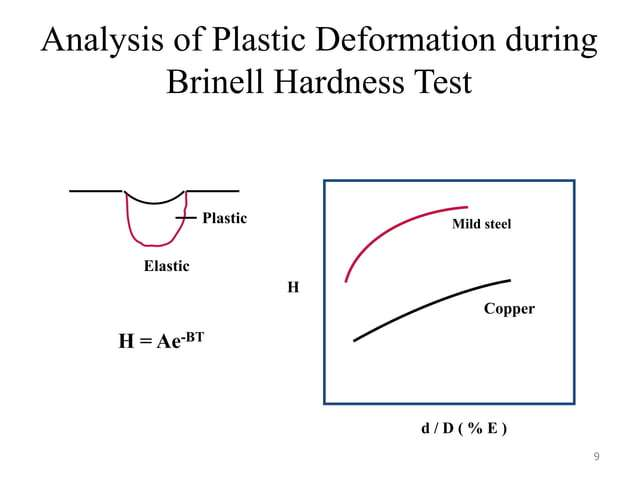 Analysis of Plastic Deformation during
Brinell Hardness Test
Plastic
Elastic
H = Ae-BT
H
Mild steel
Copper
d / D ( % E )
9